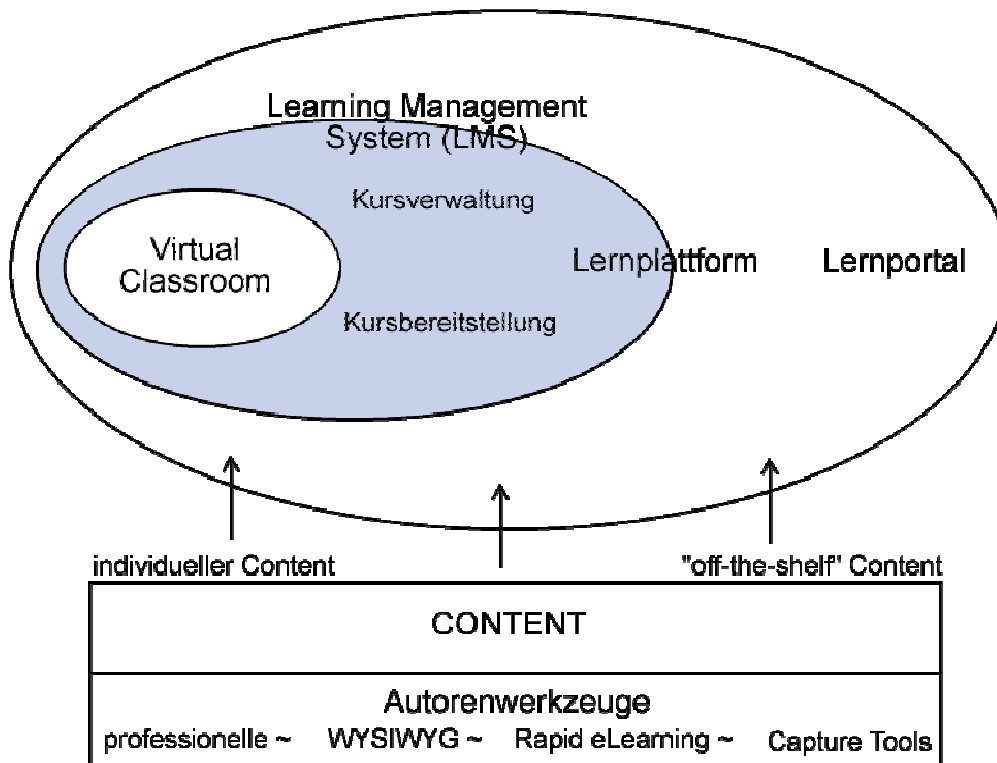 Learning Management
System (LMS)
Kursverwaltung
Virtual
Classroom
Lernplattform
Lernportal
Kursbereitstellung
individueller Content
"off-the-shelf" Content
CONTENT
Autorenwerkzeuge
professionelle ~
WYSIWYG ~
Rapid eLearning ~
Capture Tools